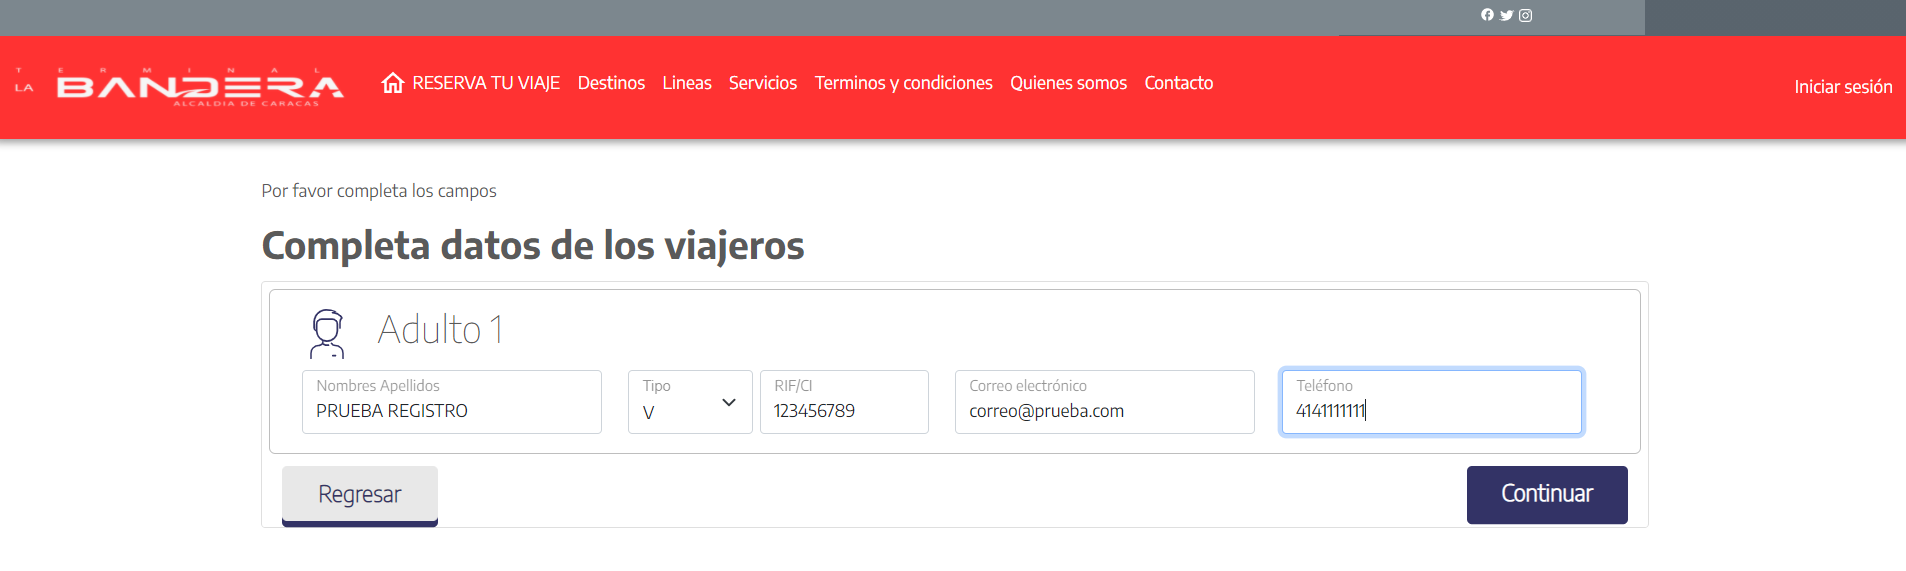 TERMINAL
LA BANDERA
ALCALDIA DE CARACAS
RESERVA TU VIAJE Destinos Lineas Servicios Terminos y condiciones Quienes somos Contacto
Iniciar sesión
Por favor completa los campos
Completa datos de los viajeros
Adulto 1
Nombres Apellidos
PRUEBA REGISTRO
Tipo
V
RIF/CI
123456789
Correo electrónico
correo@prueba.com
Teléfono
4141111111
Regresar
Continuar